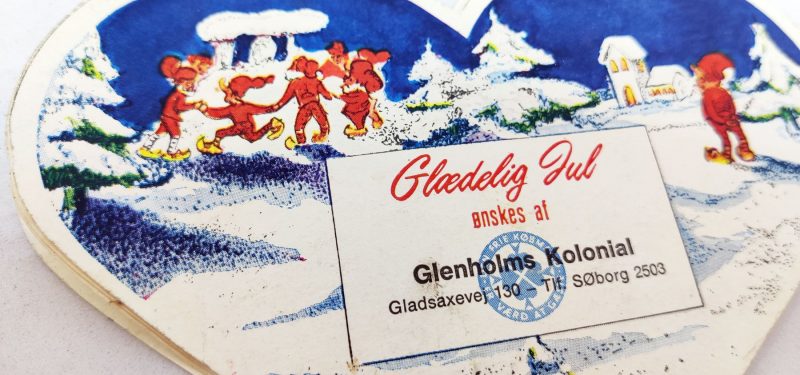 Glædelig Jul
ønskes af
Glenholms Kolonial
Gladsaxevej 130 - Tlf. SØborg 2503